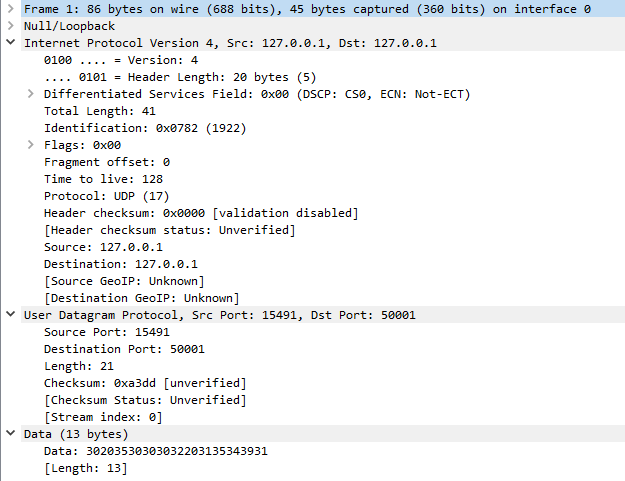 Frame 1: 86 bytes on wire (688 bits), 45 bytes captured (360 bits) on interface 0
Null/Loopback
Internet Protocol Version 4, Src: 127.0.0.1, Dst: 127.0.0.1
0100 .... = Version: 4
.... 0101 = Header Length: 20 bytes (5)
Differentiated Services Field: 0x00 (DSCP: CS0, ECN: Not-ECT)
Total Length: 41
Identification: 0x0782 (1922)
Flags: 0x00
Fragment offset: 0
Time to live: 128
Protocol: UDP (17)
Header checksum: 0x0000 [validation disabled]
[Header checksum status: Unverified]
Source: 127.0.0.1
Destination: 127.0.0.1
[Source GeoIP: Unknown]
[Destination GeoIP: Unknown]
User Datagram Protocol, Src Port: 15491, Dst Port: 50001
Source Port: 15491
Destination Port: 50001
Length: 21
Checksum: 0xa3dd [unverified]
[Checksum Status: Unverified]
[Stream index: 0]
Data (13 bytes)
Data: 30203530303032203135343931
[Length: 13]